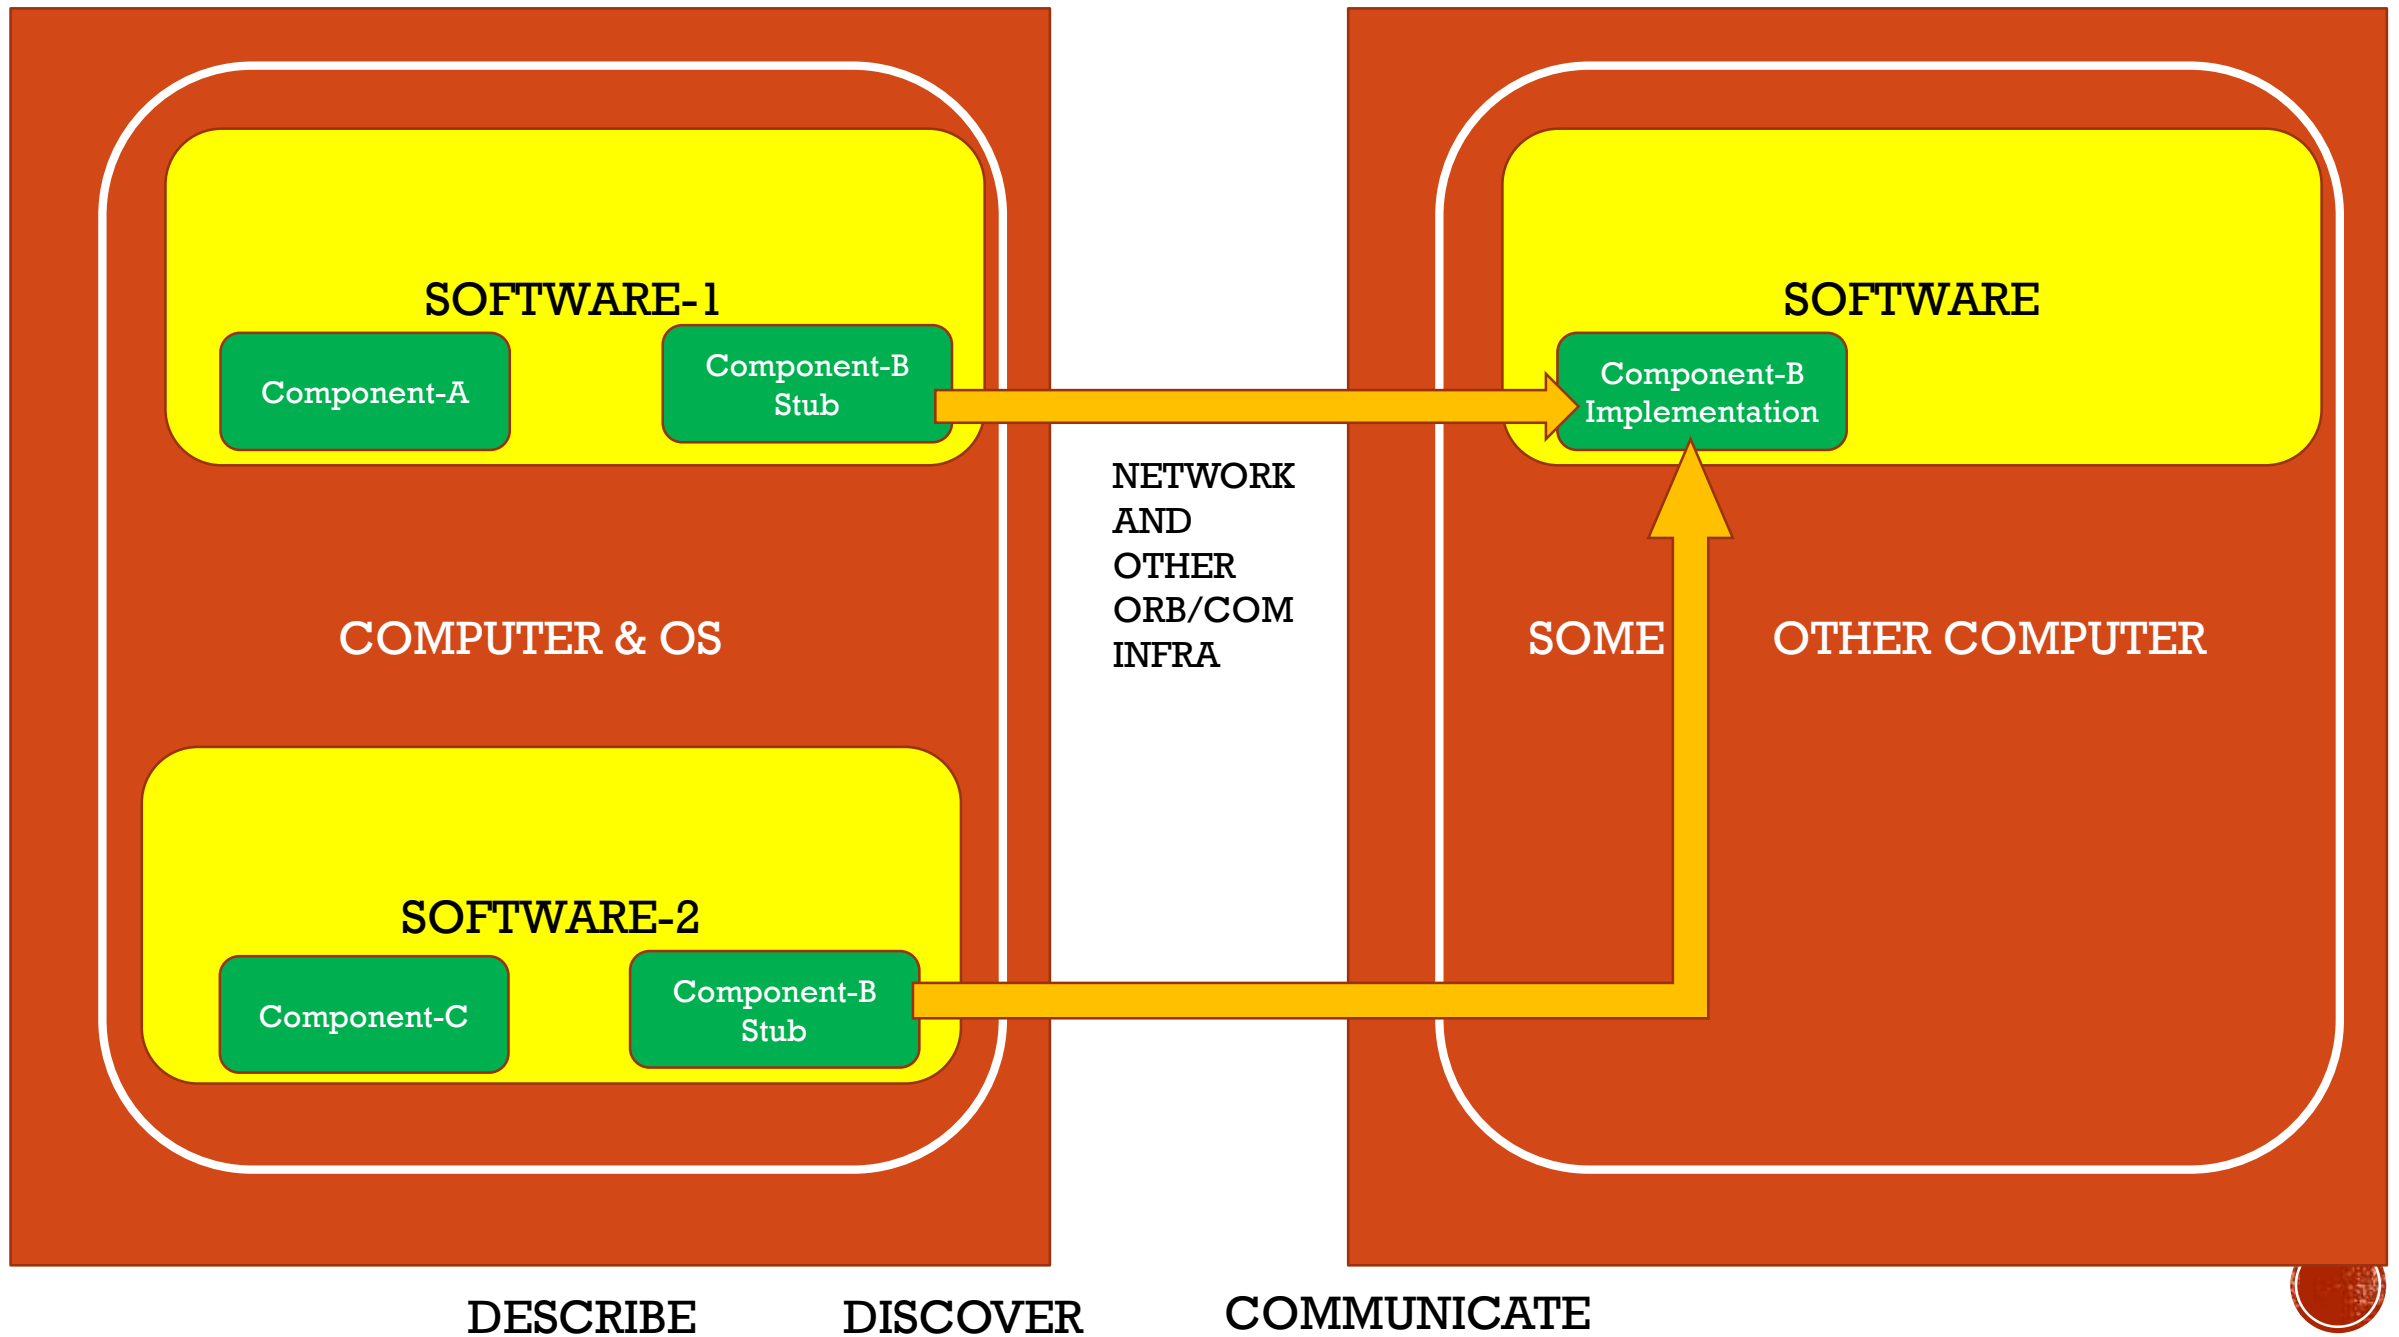 SOFTWARE-1
Component-A
Component-B
Stub
COMPUTER & OS
SOFTWARE-2
Component-C
Component-B
Stub
NETWORK
AND
OTHER
ORB/COM
INFRA
SOFTWARE
Component-B
Implementation
SOME OTHER COMPUTER
DESCRIBE
DISCOVER
COMMUNICATE